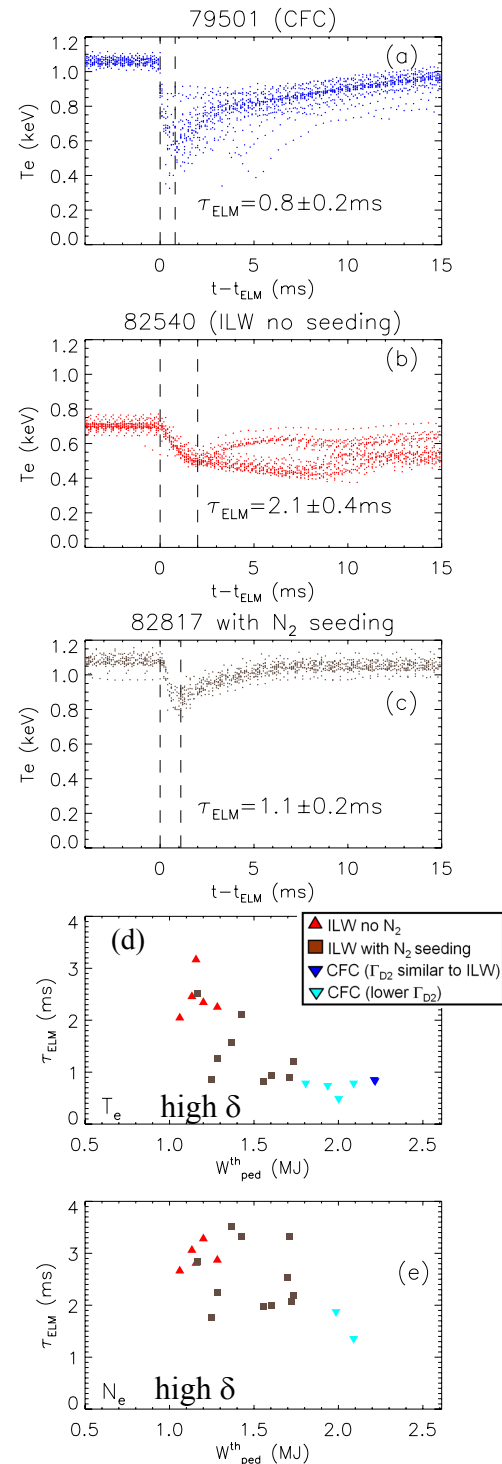 79501 (CFC)
(a)
1.2
1.0
0.8
0.6
0.4
0.2
0.0
Te (keV)
τELM=0.8±0.2ms
0 5 10 15
t−tELM (ms)
82540 (ILW no seeding)
(b)
1.2
1.0
0.8
0.6
0.4
0.2
0.0
Te (keV)
τELM=2.1±0.4ms
0 5 10 15
t−tELM (ms)
82817 with N2 seeding
1.2
1.0
0.8
0.6
0.4
0.2
0.0
Te (keV)
(c)
τELM=1.1±0.2ms
0 5 10 15
t−tELM (ms)
ILW no N2
ILW with N2 seeding
CFC (ΓD2 similar to ILW)
CFC (lower ΓD2)
(d)
4
3
2
1
0
τELM (ms)
Te high δ
0.5 1.0 1.5 2.0 2.5
Wthped (MJ)
(e)
4
3
2
1
0
τELM (ms)
Ne high δ
0.5 1.0 1.5 2.0 2.5
Wthped (MJ)